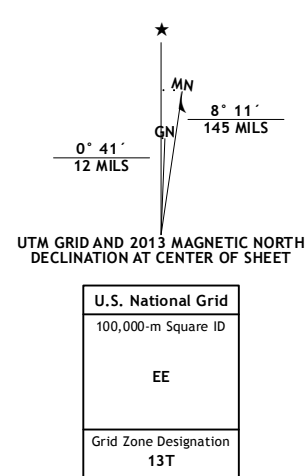 ★
MN
8° 11´
145 MILS
GN
0° 41´
12 MILS
UTM GRID AND 2013 MAGNETIC NORTH
DECLINATION AT CENTER OF SHEET
U.S. National Grid
100,000-m Square ID
EE
Grid Zone Designation
13T